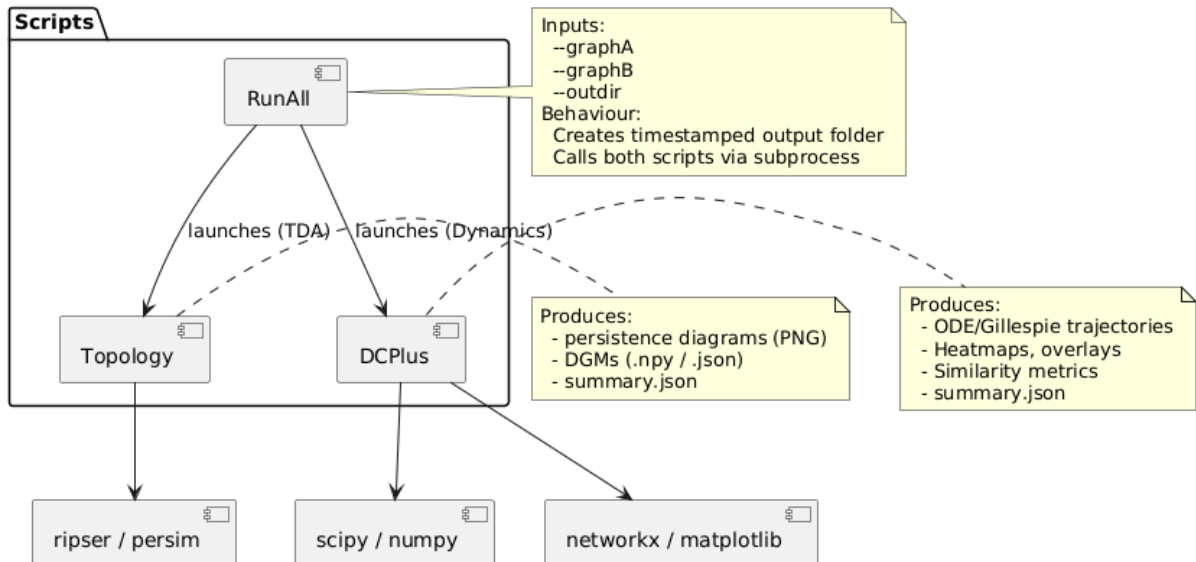 Scripts
RunAll
Inputs:
--graphA
--graphB
--outdir
Behaviour:
Creates timestamped output folder
Calls both scripts via subprocess
launches (TDA)
launches (Dynamics)
Topology
DCPlus
Produces:
- persistence diagrams (PNG)
- DGMs (.npy / .json)
- summary.json
Produces:
- ODE/Gillespie trajectories
- Heatmaps, overlays
- Similarity metrics
- summary.json
ripser / persim
scipy / numpy
networkx / matplotlib